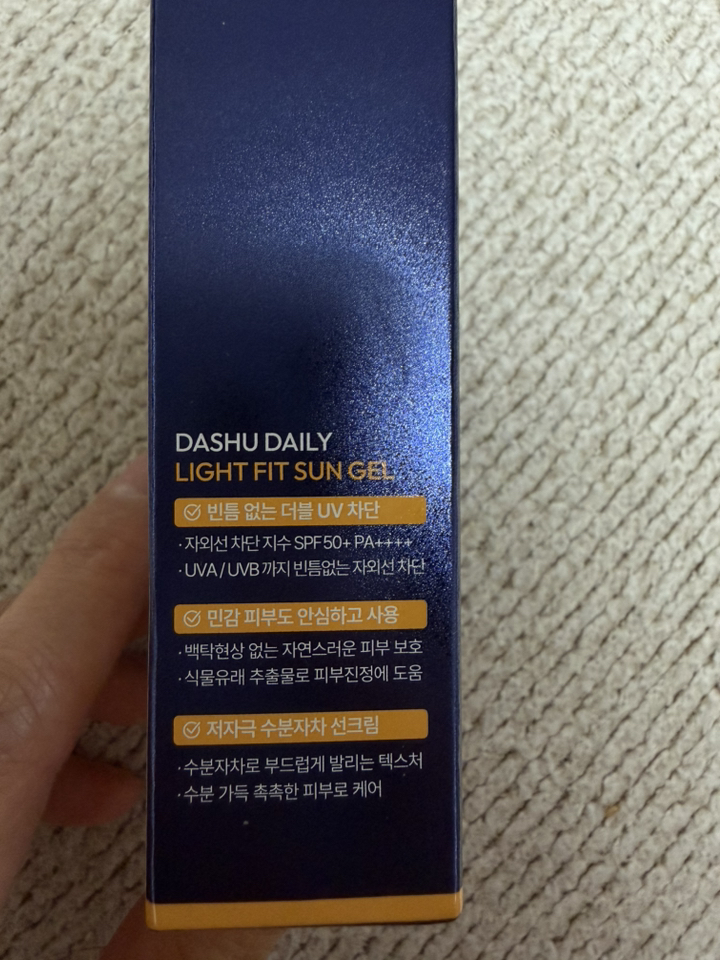 DASHU DAILY
LIGHT FIT SUN GEL
빈틈 없는 더블 UV 차단
·자외선 차단 지수 SPF 50+ PA++++
·UVA / UVB 까지 빈틈없는 자외선 차단
민감 피부도 안심하고 사용
·백탁현상 없는 자연스러운 피부 보호
·식물유래 추출물로 피부진정에 도움
저자극 수분자차 선크림
·수분자차로 부드럽게 발리는 텍스처
·수분 가득 촉촉한 피부로 케어